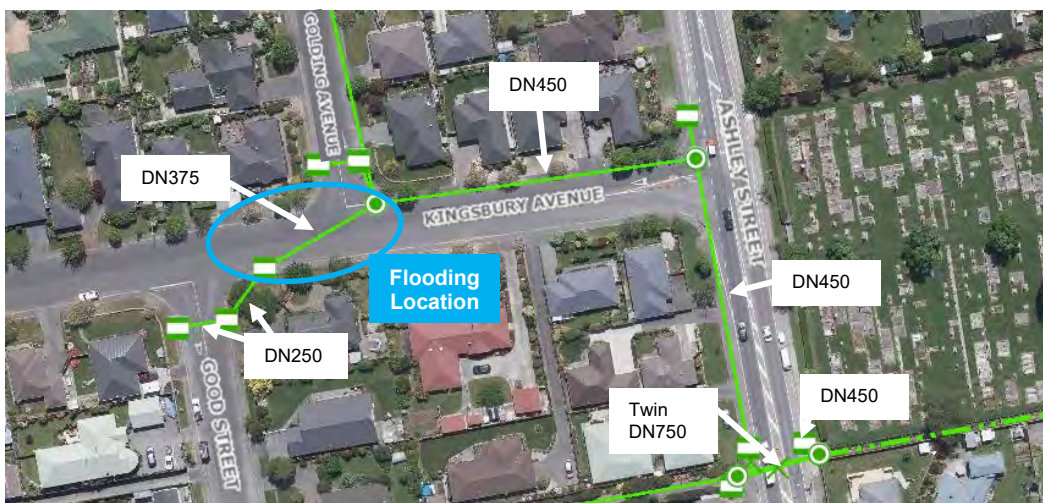 GOLDING AVENUE
DN450
DN375
ASHLEY STREET
KINGSBURY AVENUE
Flooding
Location
DN450
DN250
GOOD STREET
Twin
DN750
DN450